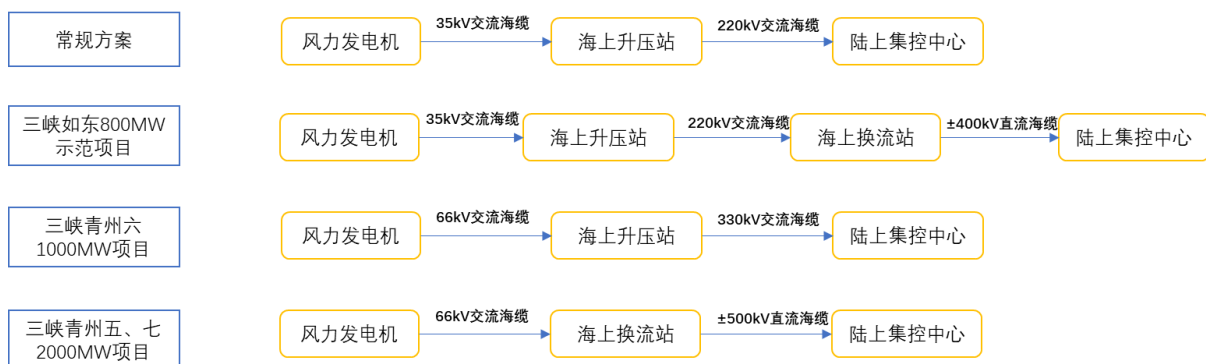 常规方案
风力发电机
35kV交流海缆
海上升压站
220kV交流海缆
陆上集控中心
三峡如东800MW
示范项目
风力发电机
35kV交流海缆
海上升压站
220kV交流海缆
海上换流站
±400kV直流海缆
陆上集控中心
三峡青州六
1000MW项目
风力发电机
66kV交流海缆
海上升压站
330kV交流海缆
陆上集控中心
三峡青州五、七
2000MW项目
风力发电机
66kV交流海缆
海上换流站
±500kV直流海缆
陆上集控中心